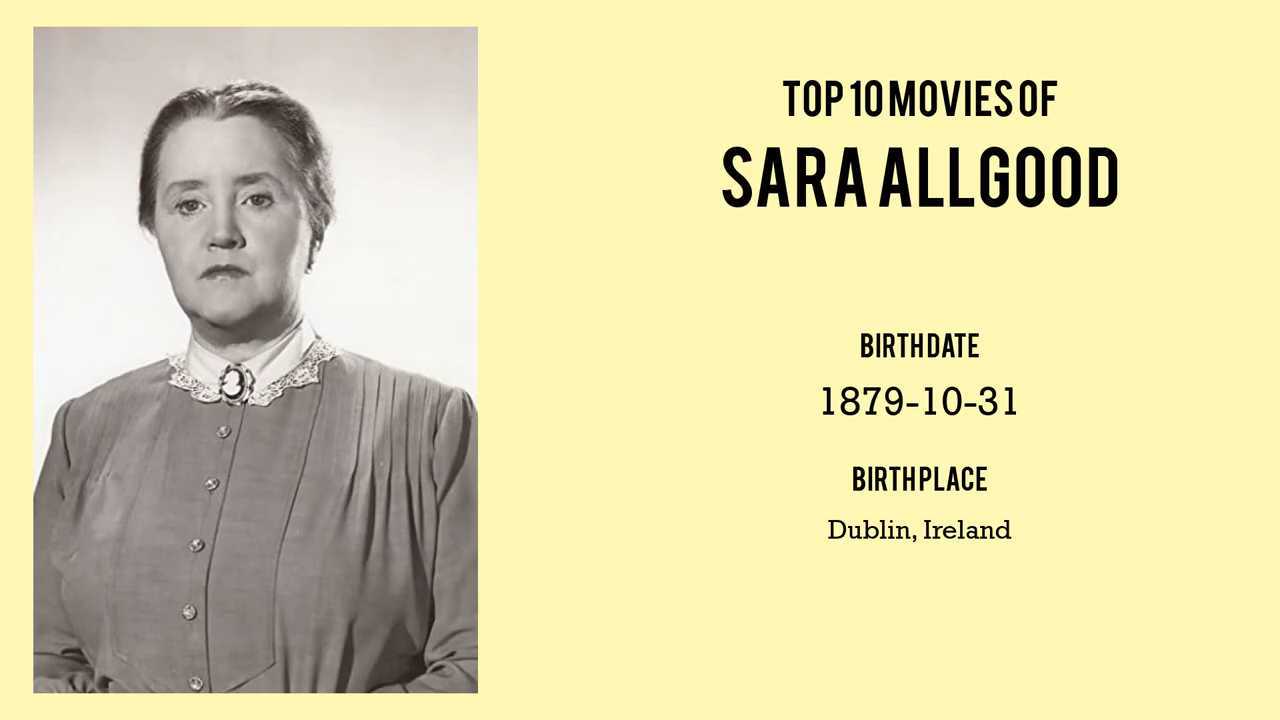 TOP 10 MOVIES OF
SARA ALLGOOD
BIRTHDATE
1879-10-31
BIRTHPLACE
Dublin, Ireland